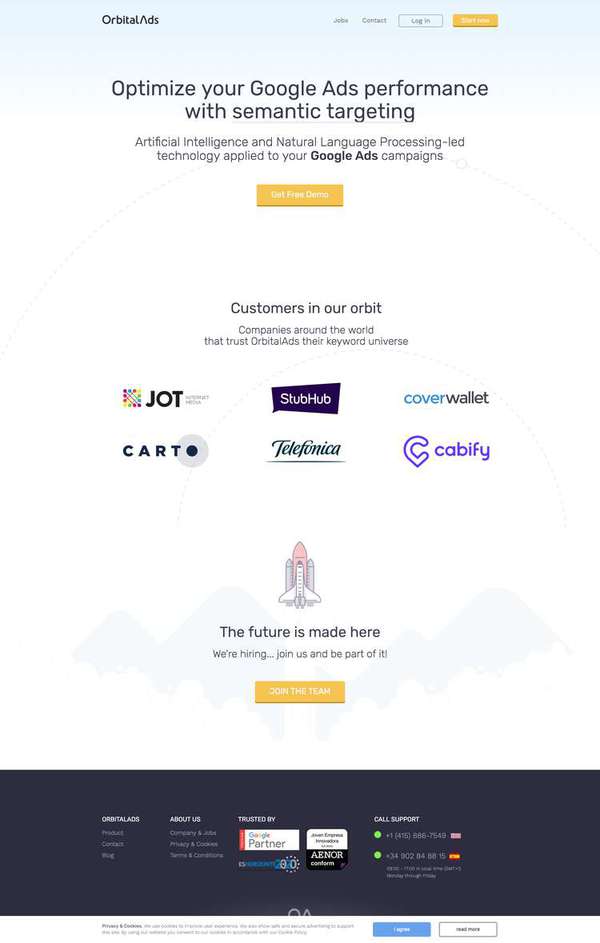 OrbitalAds
Jobs Contact Log in Start now
Optimize your Google Ads performance
with semantic targeting
Artificial Intelligence and Natural Language Processing-led
technology applied to your Google Ads campaigns
Get Free Demo
Customers in our orbit
Companies around the world
that trust OrbitalAds their keyword universe
JOT INTERNET
MEDIA
StubHub
coverwallet
CARTO
Telefónica
cabify
The future is made here
We're hiring... join us and be part of it!
JOIN THE TEAM
ORBITALADS
Product
Contact
Blog
ABOUT US
Company & Jobs
Privacy & Cookies
Terms & Conditions
TRUSTED BY
Google
Partner
Joven Empresa
Innovadora
AENOR
conform
ESHORIZONTE2020
CALL SUPPORT
+1 (415) 886-7549
+34 902 84 88 15
09:00 - 17:00 in local time (GMT+1)
Monday through Friday
OA
Privacy & Cookies. We use cookies to improve user experience. We also show safe and secure advertising to support
this site. By using our website you consent to our cookies in accordance with our Cookie Policy.
I agree
read more